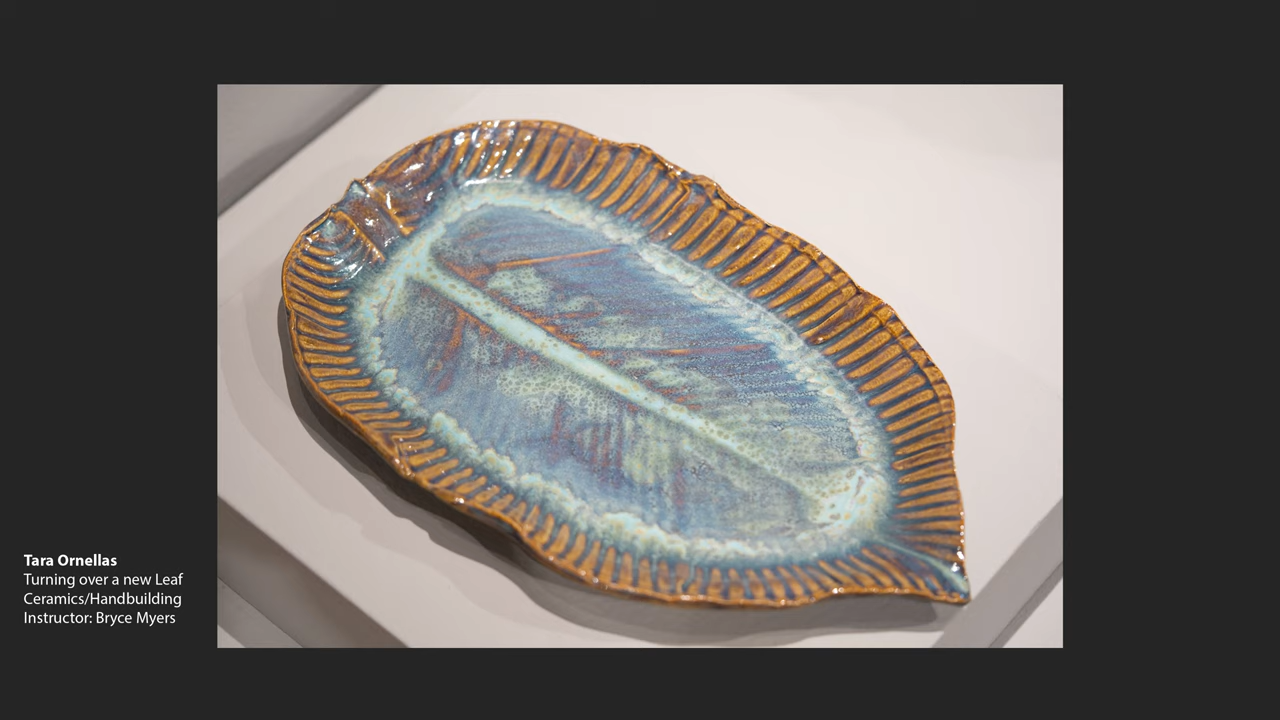 Tara Ornellas
Turning over a new Leaf
Ceramics/Handbuilding
Instructor: Bryce Myers